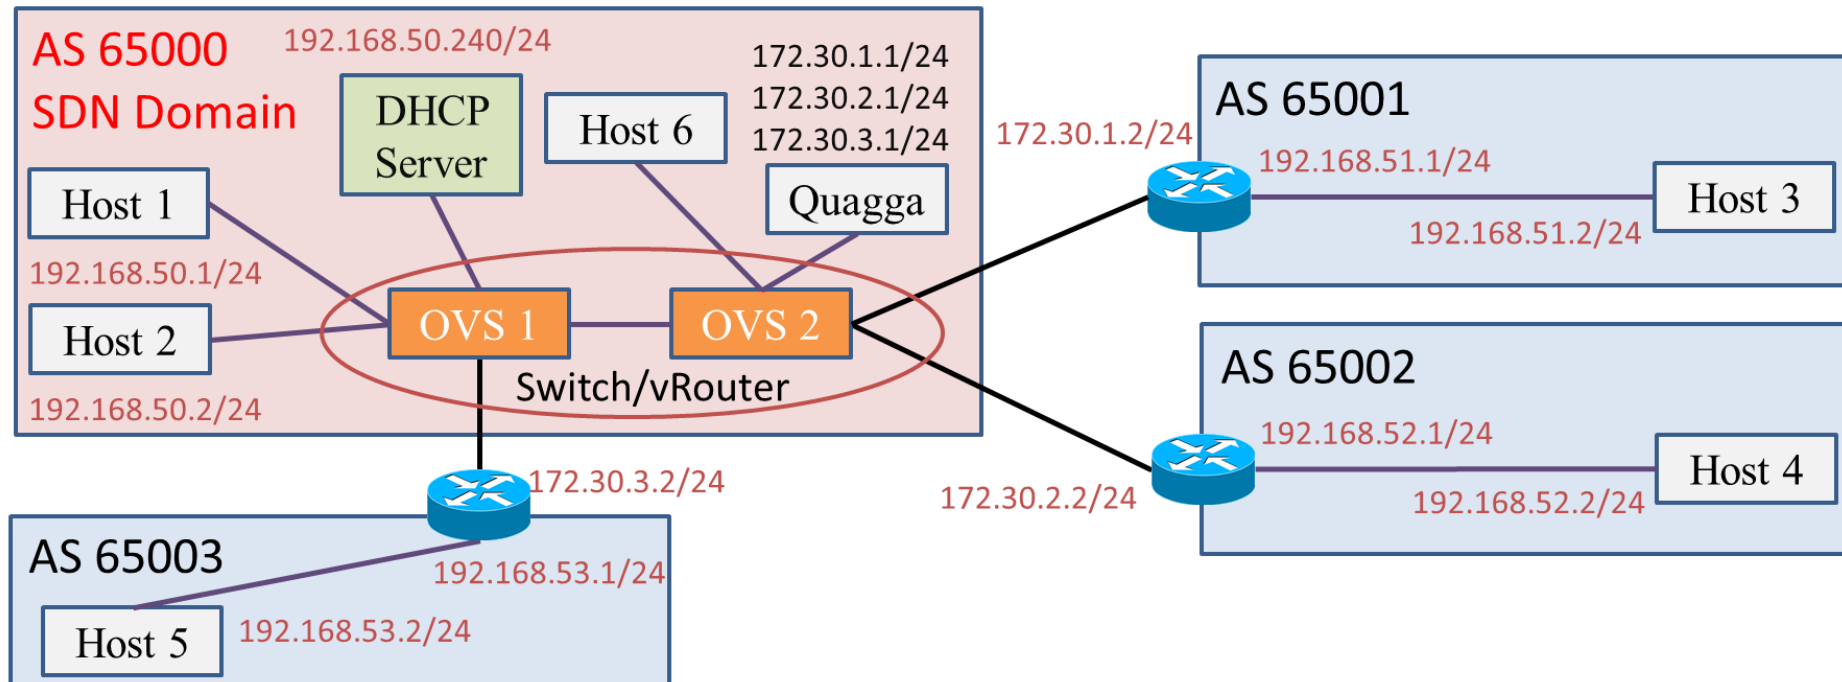 AS 65000
SDN Domain
192.168.50.240/24
DHCP
Server
Host 6
172.30.1.1/24
172.30.2.1/24
172.30.3.1/24
Quagga
Host 1
192.168.50.1/24
Host 2
192.168.50.2/24
OVS 1
OVS 2
Switch/vRouter
172.30.1.2/24
AS 65001
192.168.51.1/24
192.168.51.2/24
Host 3
172.30.2.2/24
AS 65002
192.168.52.1/24
192.168.52.2/24
Host 4
172.30.3.2/24
AS 65003
192.168.53.1/24
Host 5
192.168.53.2/24